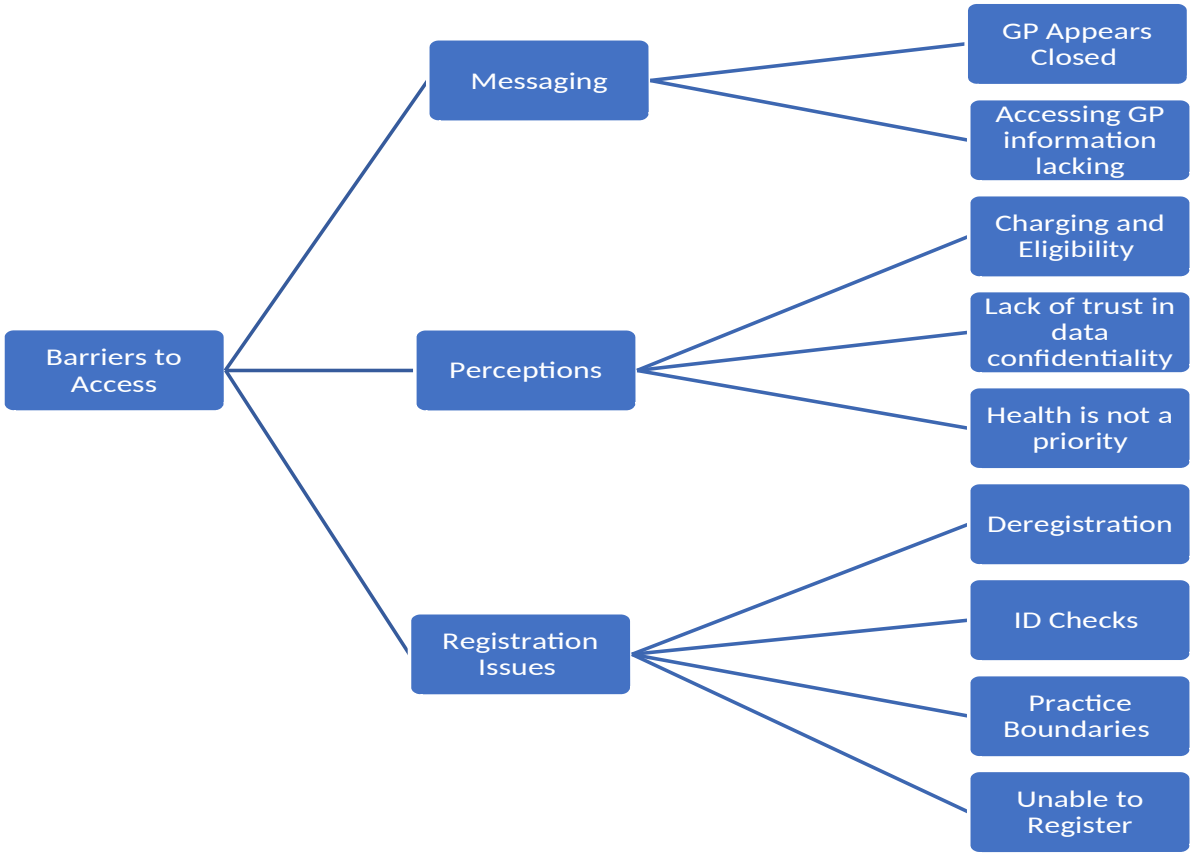 GP Appears
Closed
Messaging
Accessing GP
information
lacking
Charging and
Eligibility
Barriers to
Access
Perceptions
Lack of trust in
data
confidentiality
Health is not a
priority
Deregistration
Registration
Issues
ID Checks
Practice
Boundaries
Unable to
Register